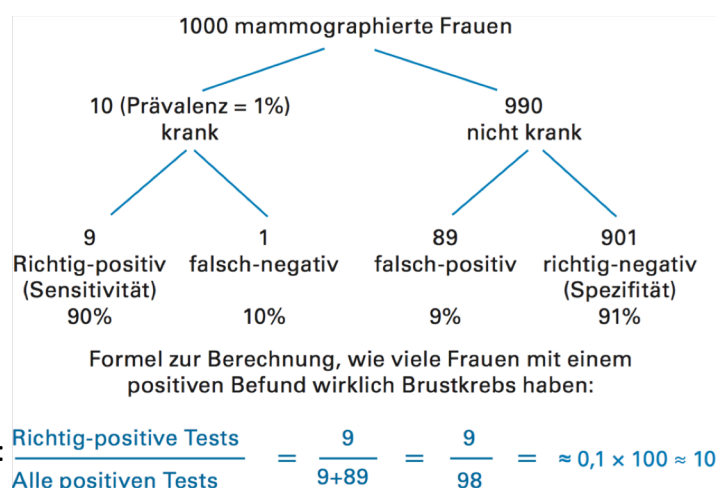 1000 mammographierte Frauen
10 (Prävalenz = 1%) 990
krank nicht krank
9 1 89 901
Richtig-positiv falsch-negativ falsch-positiv richtig-negativ
(Sensitivität) (Spezifität)
90% 10% 9% 91%
Formel zur Berechnung, wie viele Frauen mit einem
positiven Befund wirklich Brustkrebs haben:
: Richtig-positive Tests = 9 = 9 = ≈ 0,1 × 100 ≈ 10
Alle positiven Tests 9+89 98